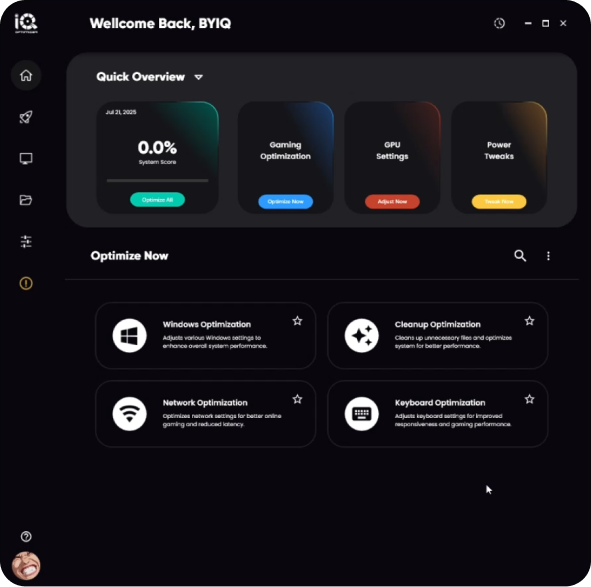 iQ
Wellcome Back, BYIQ
Quick Overview
Jul 21, 2025
0.0%
System Score
Optimize All
Gaming
Optimization
Optimize Now
GPU
Settings
Adjust Now
Power
Tweaks
Tweak Now
Optimize Now
Windows Optimization
Adjusts various Windows settings to
enhance overall system performance.
Cleanup Optimization
Cleans up unnecessary files and optimizes
system for better performance.
Network Optimization
Optimizes network settings for better online
gaming and reduced latency.
Keyboard Optimization
Adjusts keyboard settings for improved
responsiveness and gaming performance.